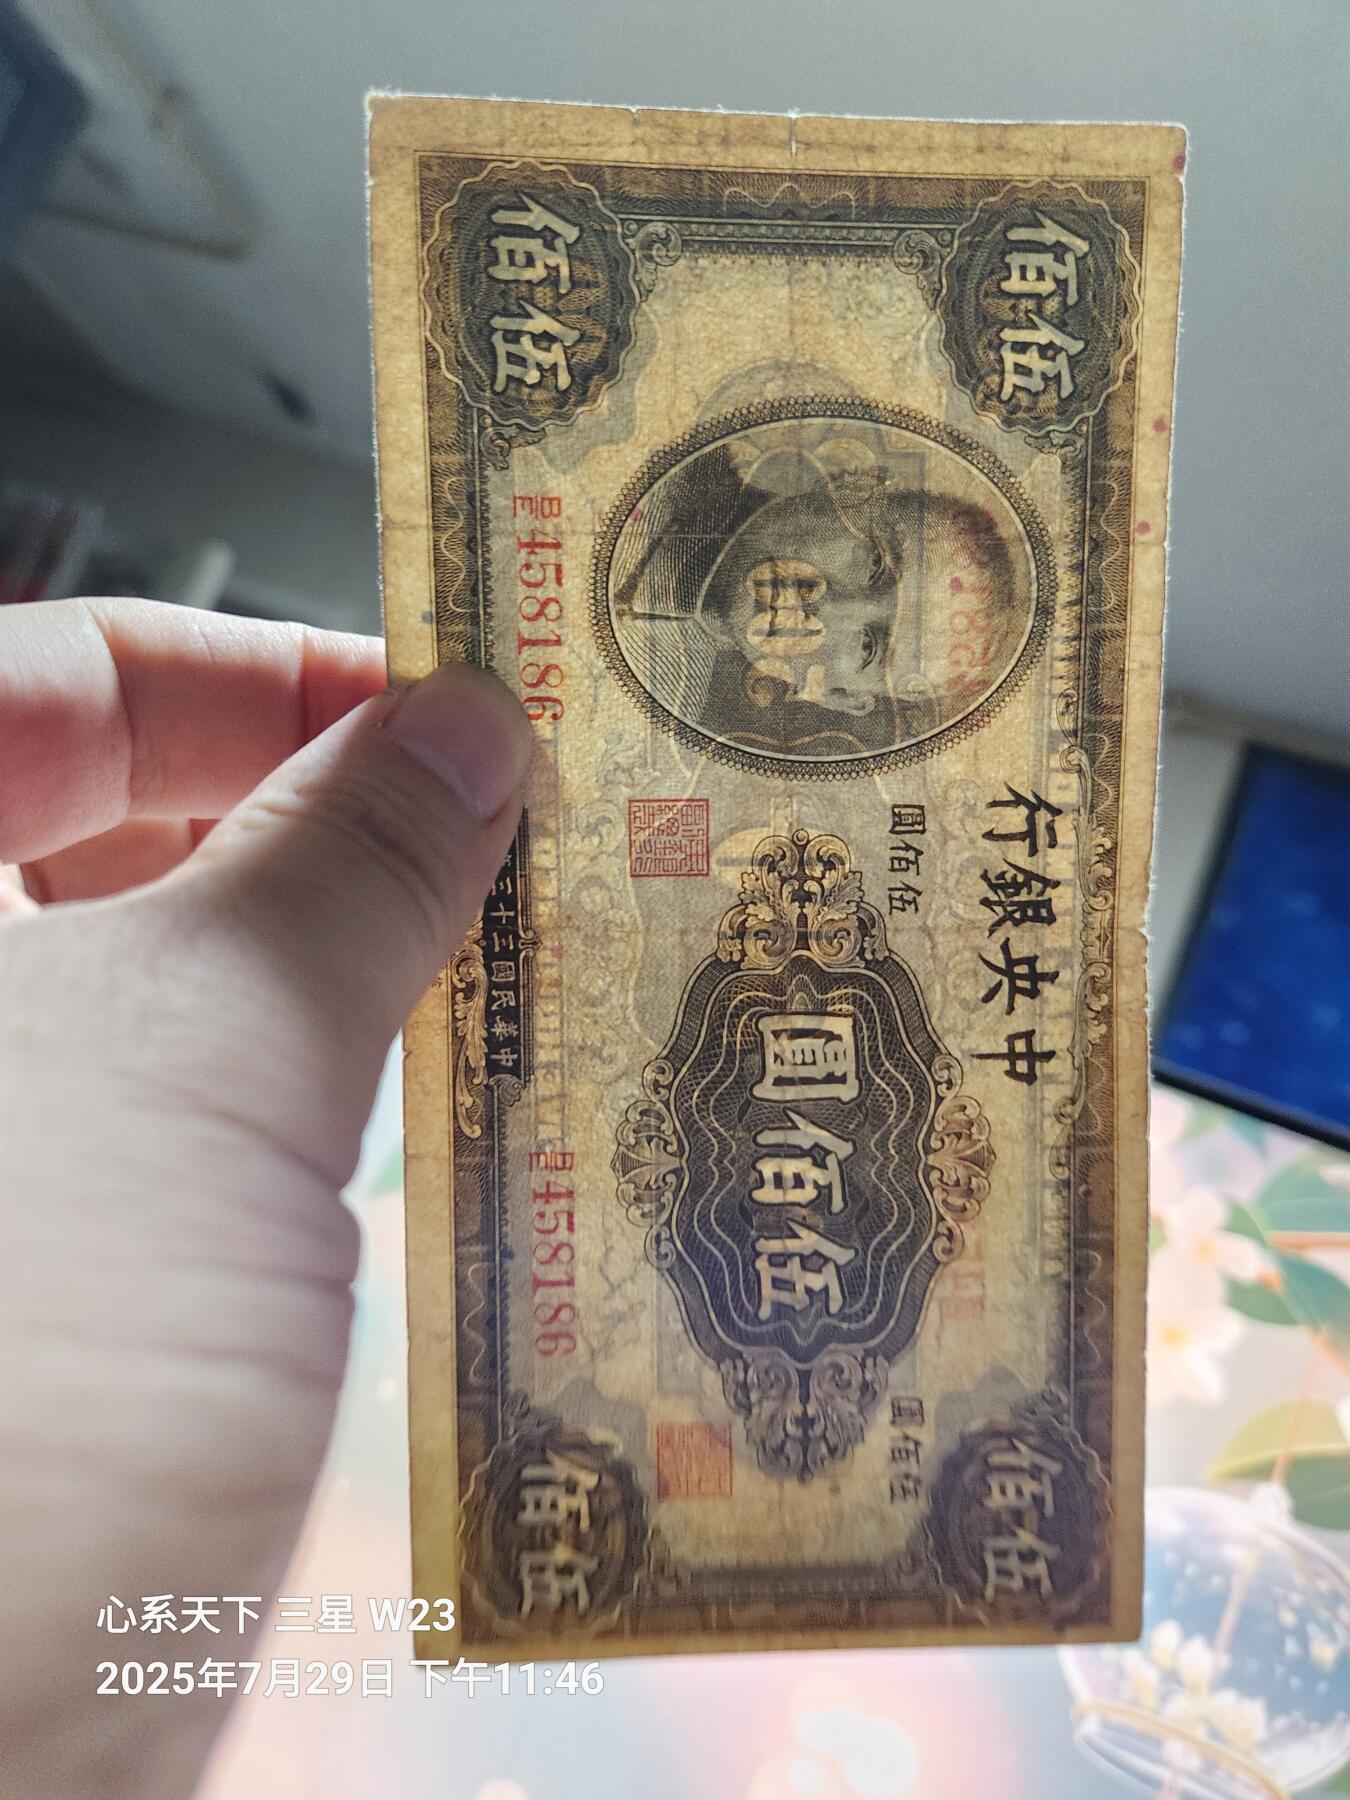 中央銀行
伍佰
伍佰
伍佰圓
伍佰圓
伍佰圓
458186
458186
伍佰
伍佰
中華民國三十三
心系天下 三星 W23
2025年7月29日 下午11:46